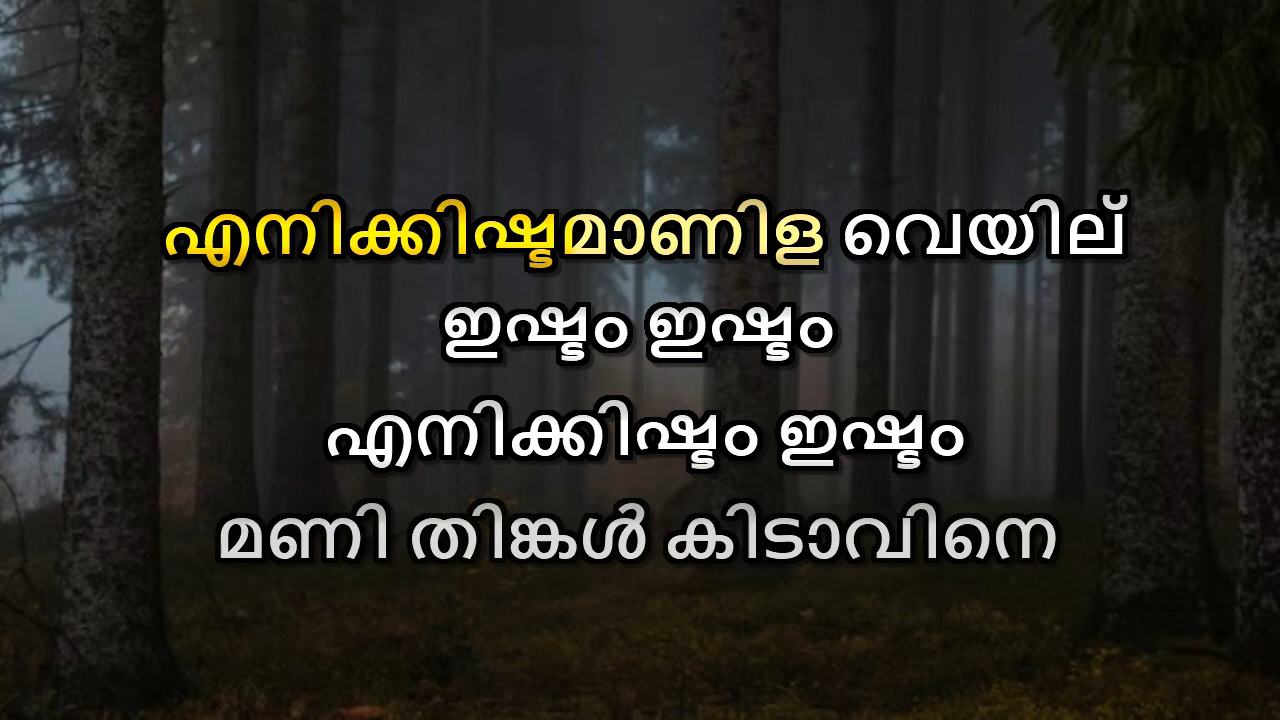 എനിക്കിഷ്ടമാണിള വെയില്
ഇഷ്ടം ഇഷ്ടം
എനിക്കിഷ്ടം ഇഷ്ടം
മണി തിങ്കൾ കിടാവിനെ